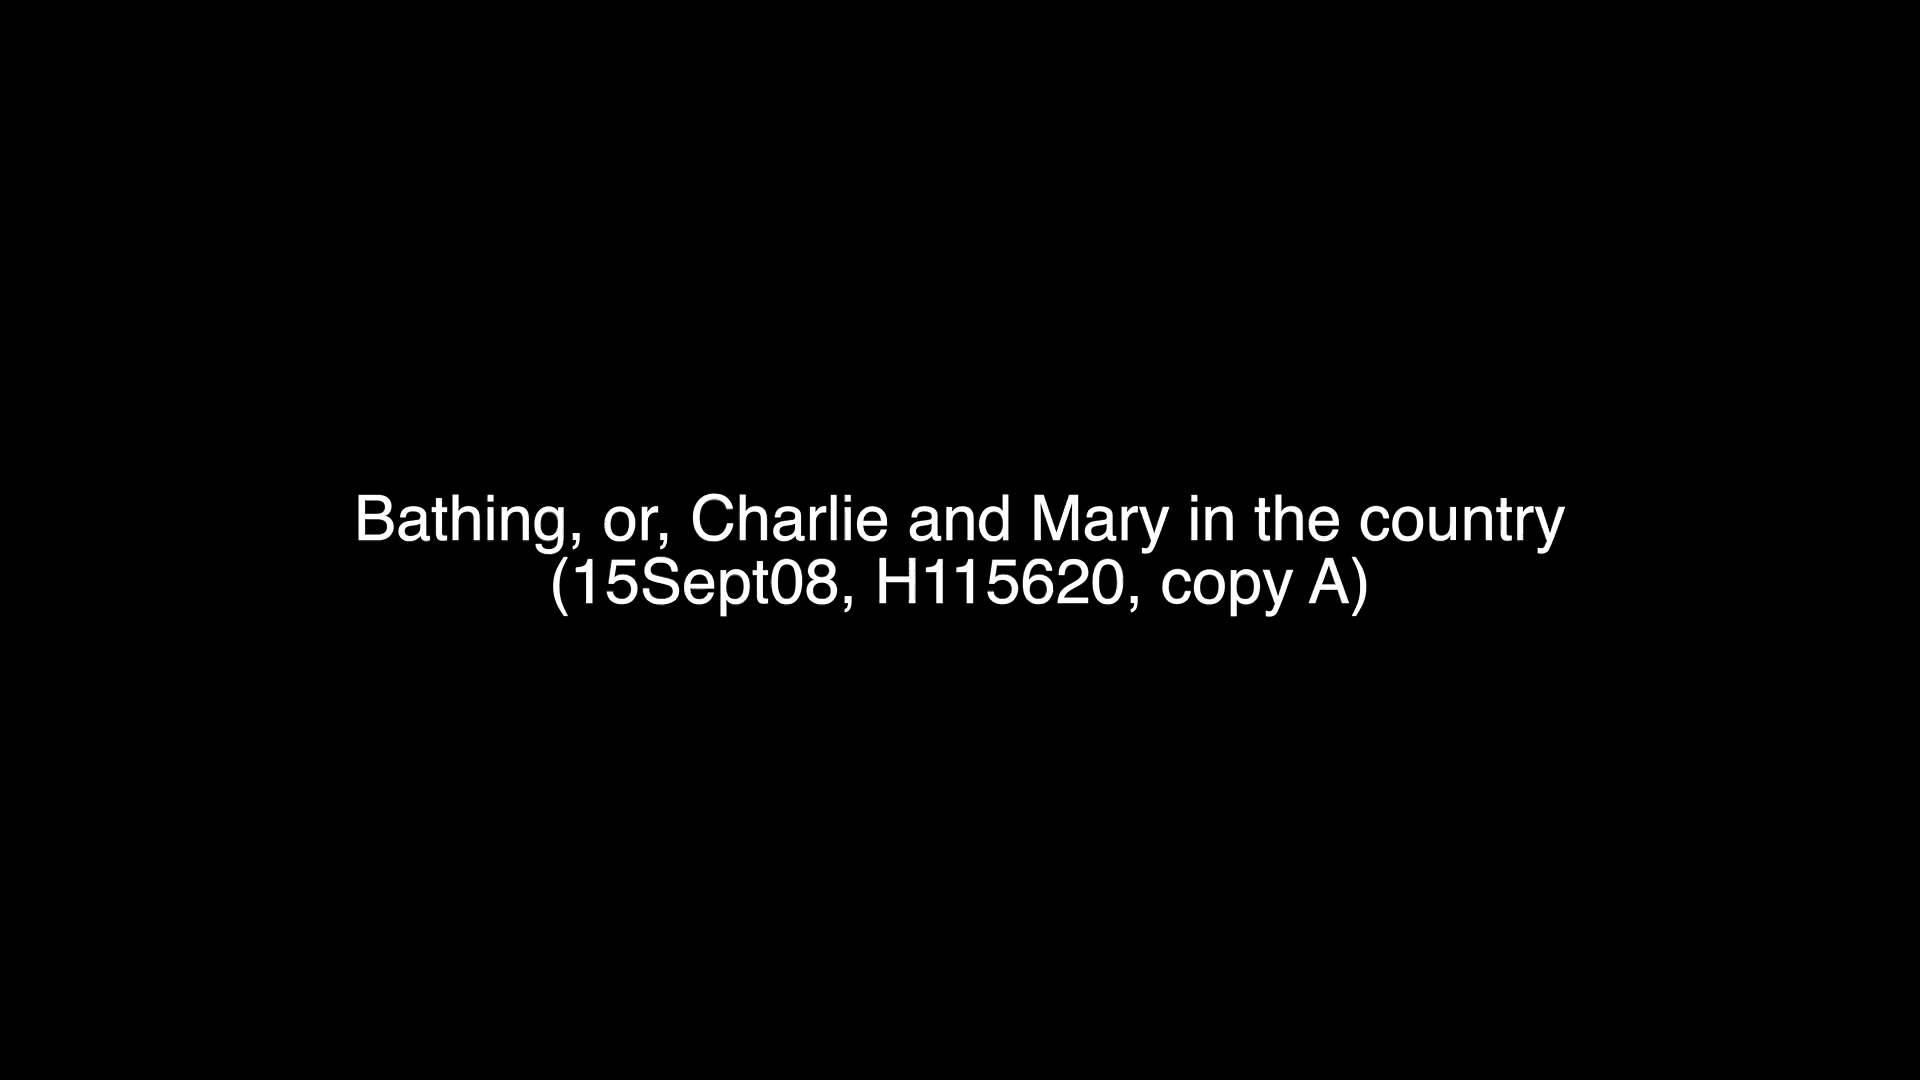 Bathing, or, Charlie and Mary in the country
(15Sept08, H115620, copy A)